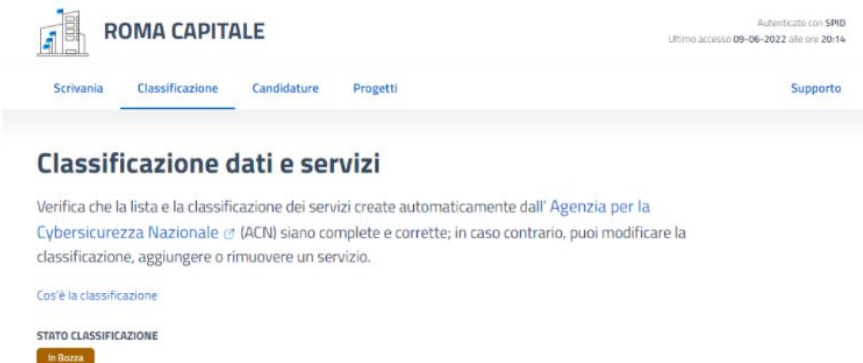 ROMA CAPITALE
Autenticato con SPID
Ultimo accesso 09-06-2022 alle ore 20:14
Scrivania Classificazione Candidature Progetti Supporto
Classificazione dati e servizi
Verifica che la lista e la classificazione dei servizi create automaticamente dall' Agenzia per la
Cybersicurezza Nazionale (ACN) siano complete e corrette; in caso contrario, puoi modificare la
classificazione, aggiungere o rimuovere un servizio.
Cos'è la classificazione
STATO CLASSIFICAZIONE
In Bozza